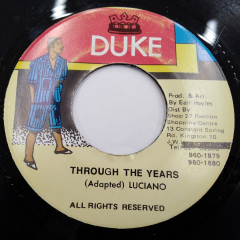 DUKE
Prod. & Arr.
By Earl Hayles
Dist By
Shop 27 Pavilion
Shopping Centre
13 Constant Spring
Rd. Kingston 10.
J.W.
960-1879
960-1880
THROUGH THE YEARS
(Adapted) LUCIANO
ALL RIGHTS RESERVED